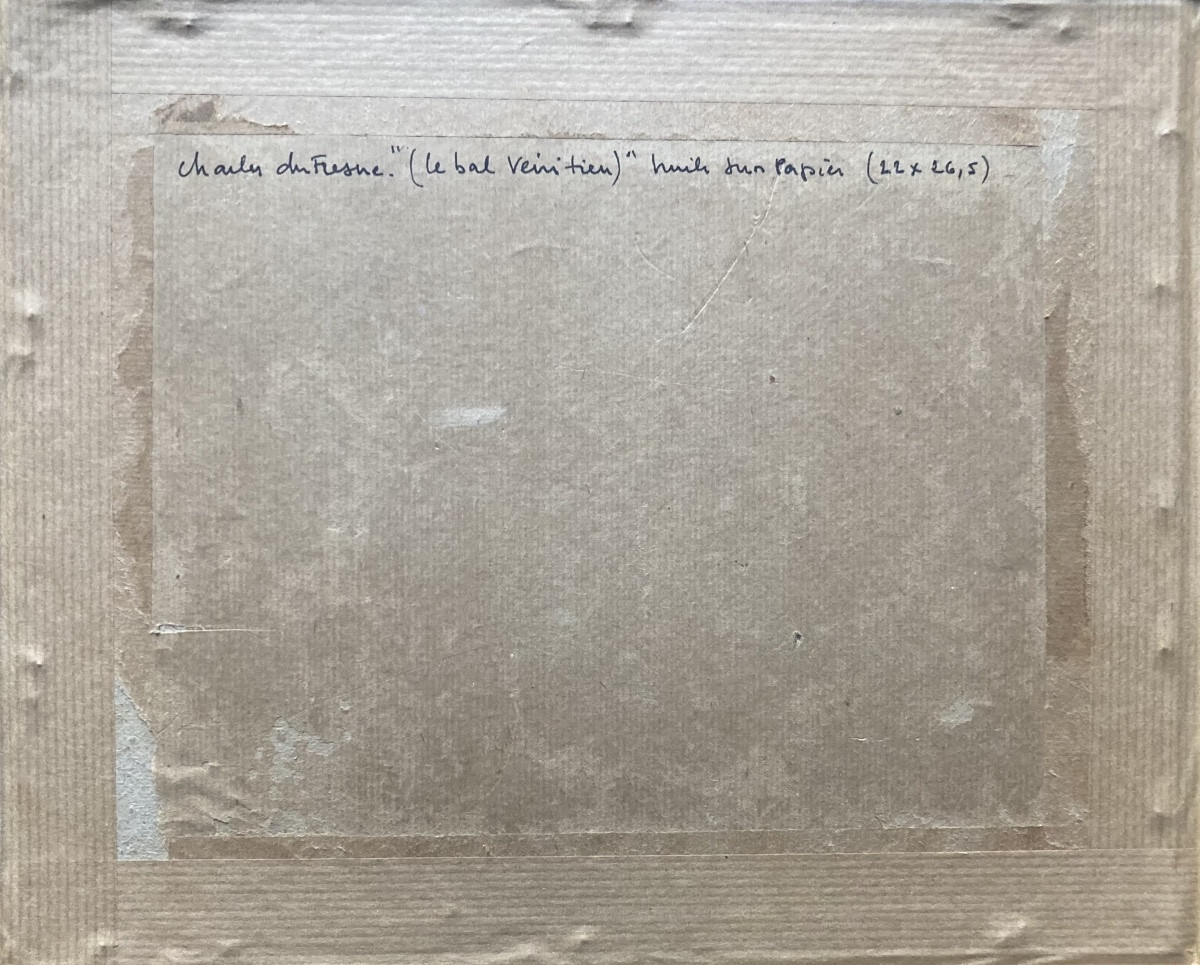 Charles duFresne. "(le bal Vénitien)" huile sur Papier (22 x 26,5)